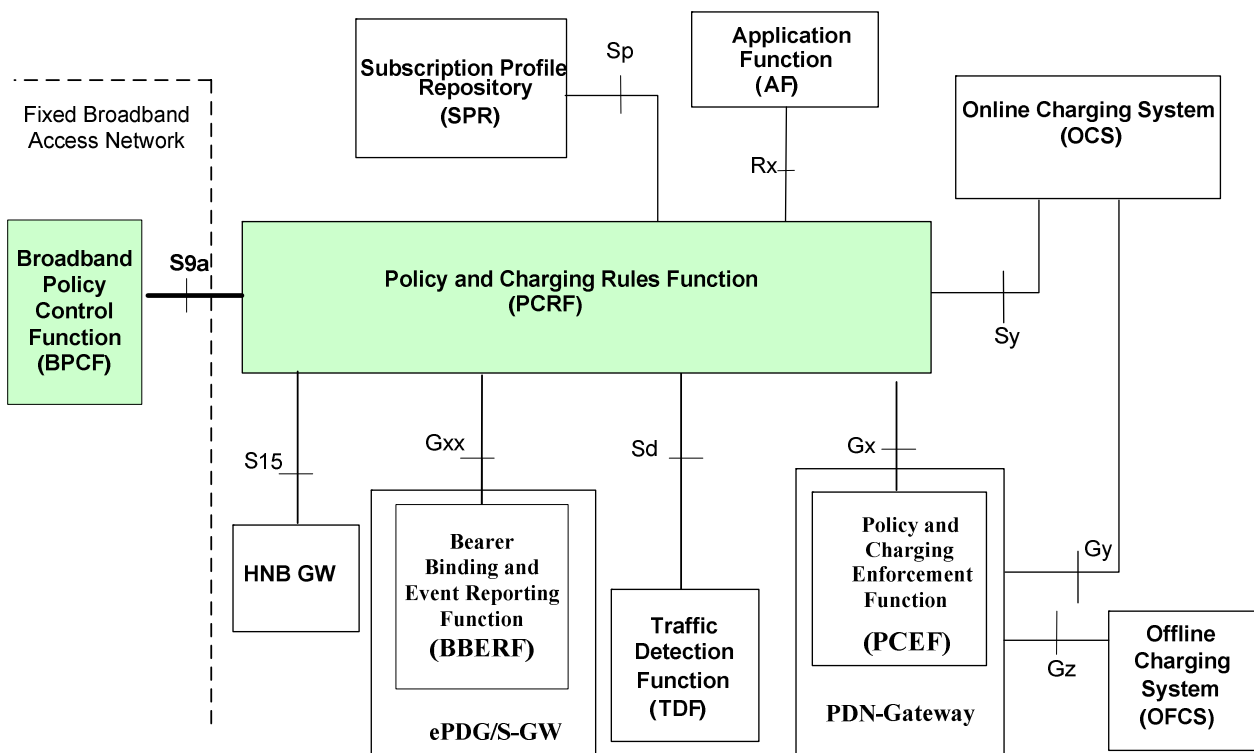 Fixed Broadband
Access Network
Subscription Profile
Repository
(SPR)
Sp
Application
Function
(AF)
Rx
Online Charging System
(OCS)
Broadband
Policy
Control
Function
(BPCF)
S9a
Policy and Charging Rules Function
(PCRF)
Sy
S15
Gxx
Sd
Gx
HNB GW
Bearer
Binding and
Event Reporting
Function
(BBERF)
ePDG/S-GW
Traffic
Detection
Function
(TDF)
Policy and
Charging
Enforcement
Function
(PCEF)
PDN-Gateway
Gy
Gz
Offline
Charging
System
(OFCS)